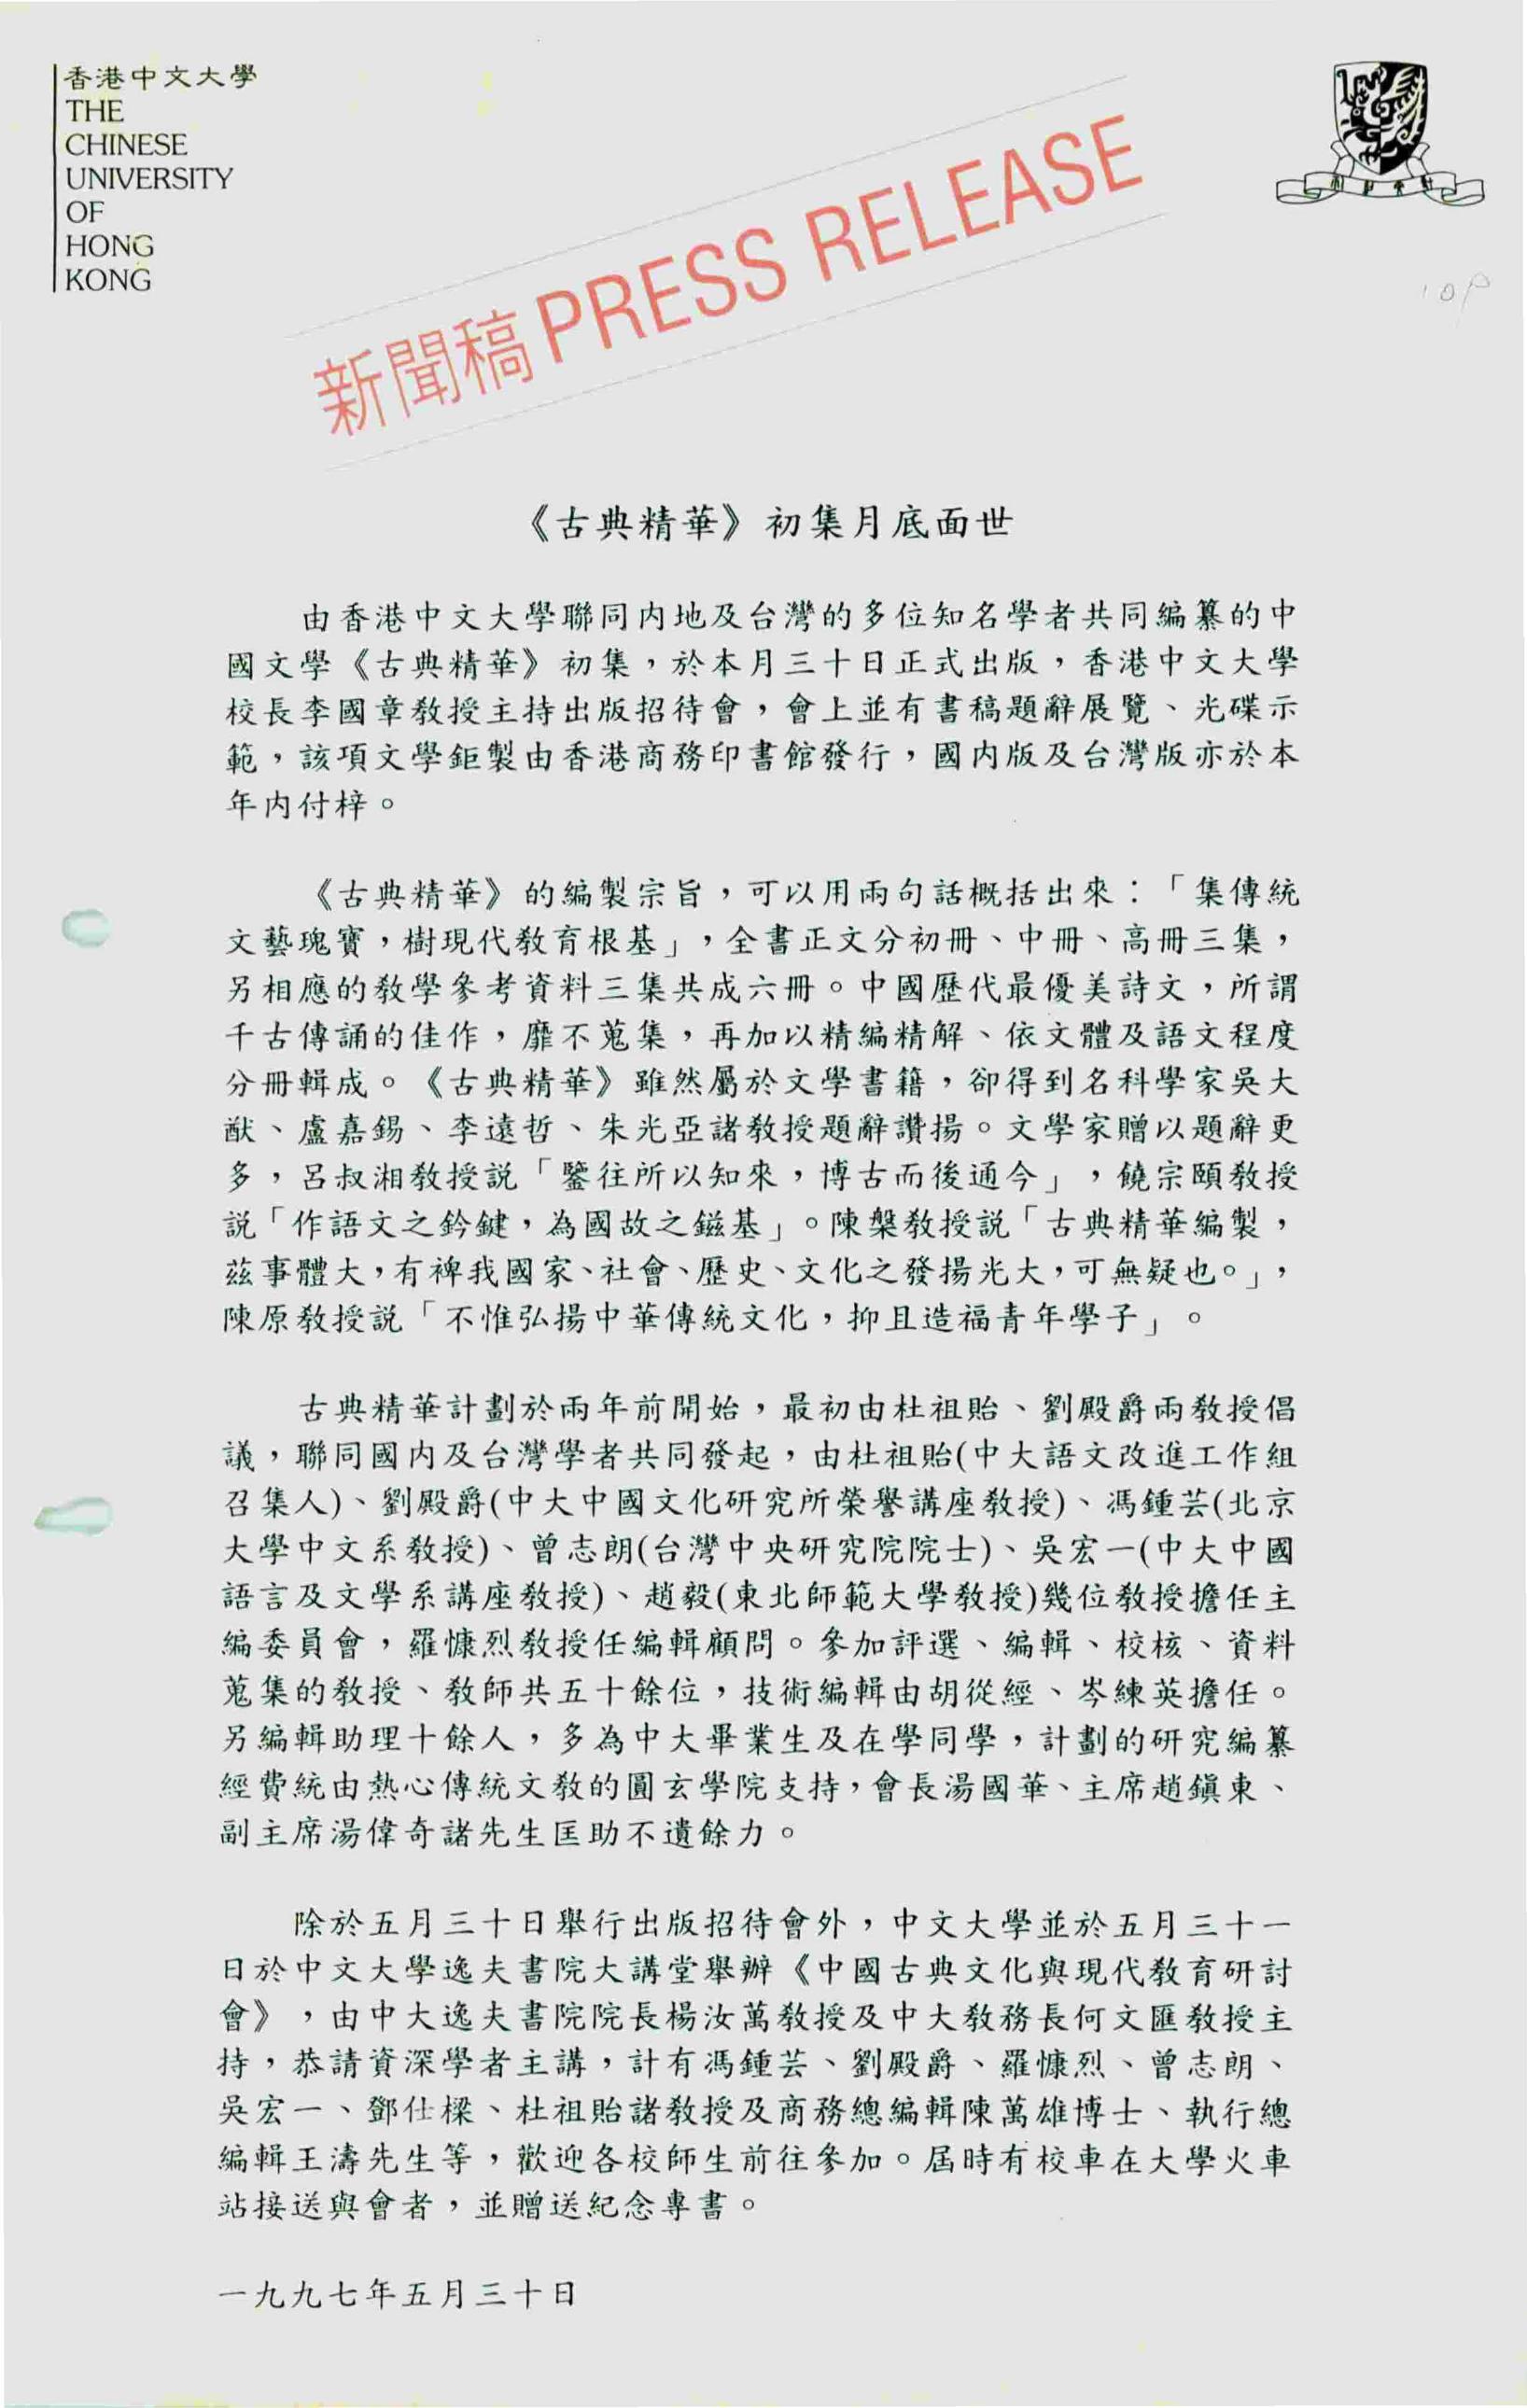 香港中文大學
THE
CHINESE
UNIVERSITY
OF
HONG
KONG
新聞稿 PRESS RELEASE
《古典精華》初集月底面世
由香港中文大學聯同內地及台灣的多位知名學者共同編纂的中
國文學《古典精華》初集，於本月三十日正式出版，香港中文大學
校長李國章教授主持出版招待會，會上並有書稿題辭展覽、光碟示
範，該項文學鉅製由香港商務印書館發行，國內版及台灣版亦於本
年內付梓。
《古典精華》的編製宗旨，可以用兩句話概括出來：「集傳統
文藝瑰寶，樹現代教育根基」，全書正文分初冊、中冊、高冊三集，
另相應的教學參考資料三集共成六冊。中國歷代最優美詩文，所謂
千古傳誦的佳作，靡不蒐集，再加以精編精解、依文體及語文程度
分冊輯成。《古典精華》雖然屬於文學書籍，卻得到名科學家吳大
猷、盧嘉錫、李遠哲、朱光亞諸教授題辭讚揚。文學家贈以題辭更
多，呂叔湘教授說「鑒往所以知來，博古而後通今」，饒宗頤教授
說「作語文之鈐鍵，為國故之鎡基」。陳槃教授說「古典精華編製，
茲事體大，有裨我國家、社會、歷史、文化之發揚光大，可無疑也。」，
陳原教授說「不惟弘揚中華傳統文化，抑且造福青年學子」。
古典精華計劃於兩年前開始，最初由杜祖貽、劉殿爵兩教授倡
議，聯同國內及台灣學者共同發起，由杜祖貽(中大語文改進工作組
召集人)、劉殿爵(中大中國文化研究所榮譽講座教授)、馮鍾芸(北京
大學中文系教授)、曾志朗(台灣中央研究院院士)、吳宏一(中大中國
語言及文學系講座教授)、趙毅(東北師範大學教授)幾位教授擔任主
編委員會，羅慷烈教授任編輯顧問。參加評選、編輯、校核、資料
蒐集的教授、教師共五十餘位，技術編輯由胡從經、岑練英擔任。
另編輯助理十餘人，多為中大畢業生及在學同學，計劃的研究編纂
經費統由熱心傳統文教的圓玄學院支持，會長湯國華、主席趙鎮東、
副主席湯偉奇諸先生匡助不遺餘力。
除於五月三十日舉行出版招待會外，中文大學並於五月三十一
日於中文大學逸夫書院大講堂舉辦《中國古典文化與現代教育研討
會》，由中大逸夫書院院長楊汝萬教授及中大教務長何文匯教授主
持，恭請資深學者主講，計有馮鍾芸、劉殿爵、羅慷烈、曾志朗、
吳宏一、鄧仕樑、杜祖貽諸教授及商務總編輯陳萬雄博士、執行總
編輯王濤先生等，歡迎各校師生前往參加。屆時有校車在大學火車
站接送與會者，並贈送紀念專書。
一九九七年五月三十日